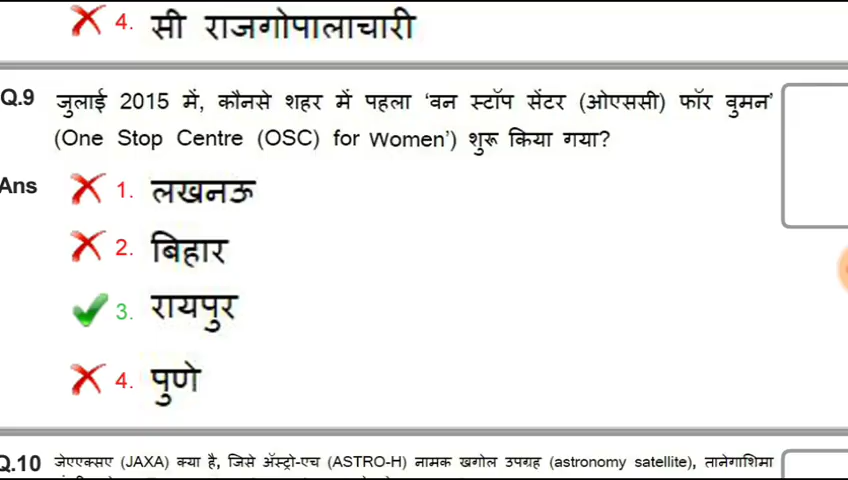 4. सी राजगोपालाचारी
Q.9 जुलाई 2015 में, कौनसे शहर में पहला ‘वन स्टॉप सेंटर (ओएससी) फॉर वुमन’
(One Stop Centre (OSC) for Women’) शुरू किया गया?
Ans 1. लखनऊ
2. बिहार
3. रायपुर
4. पुणे
Q.10 जेएएक्सए (JAXA) क्या है, जिसे ॲस्ट्रो-एच (ASTRO-H) नामक खगोल उपग्रह (astronomy satellite), तानेगाशिमा